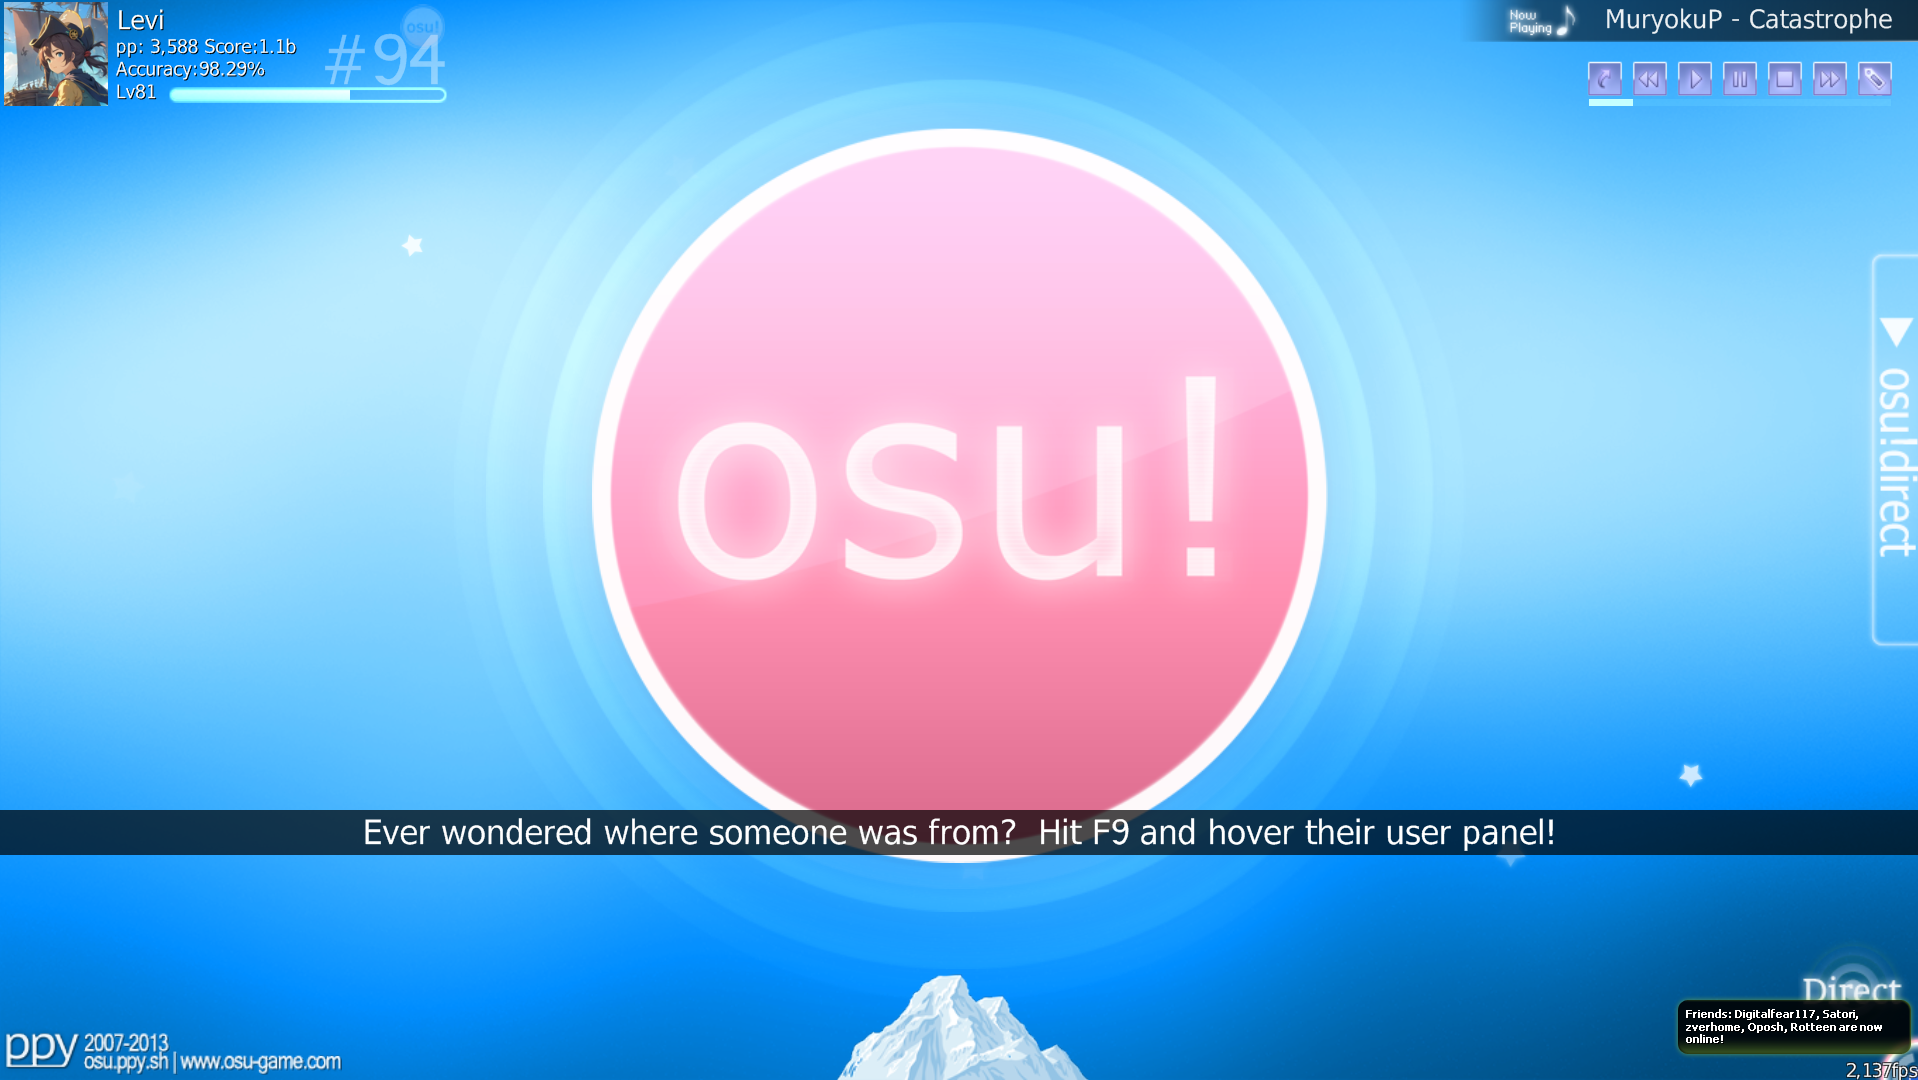 Levi
pp: 3,588 Score:1.1b
Accuracy:98.29%
Lv81
osu!
#94
Now Playing
MuryokuP - Catastrophe
osu!
osu!direct
Ever wondered where someone was from?  Hit F9 and hover their user panel!
Direct
Friends: Digitalfear117, Satori,
zverhome, Oposh, Rotteen are now
online!
ppy 2007-2013
osu.ppy.sh | www.osu-game.com
2,137fps